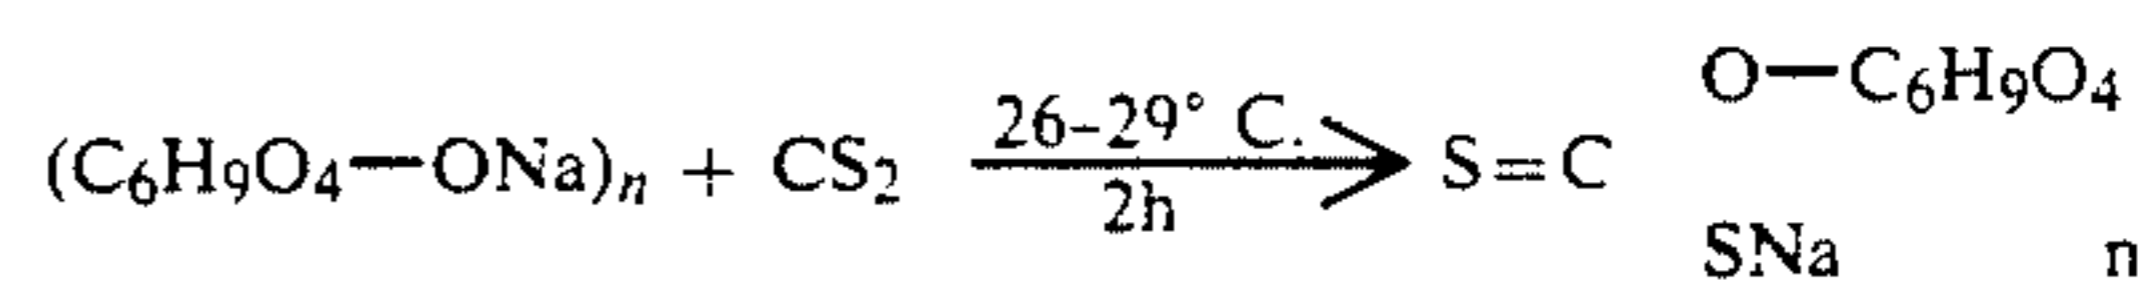 O—C₆H₉O₄
26–29° C.
(C₆H₉O₄—ONa)ₙ + CS₂ → S=C
2h
SNa n